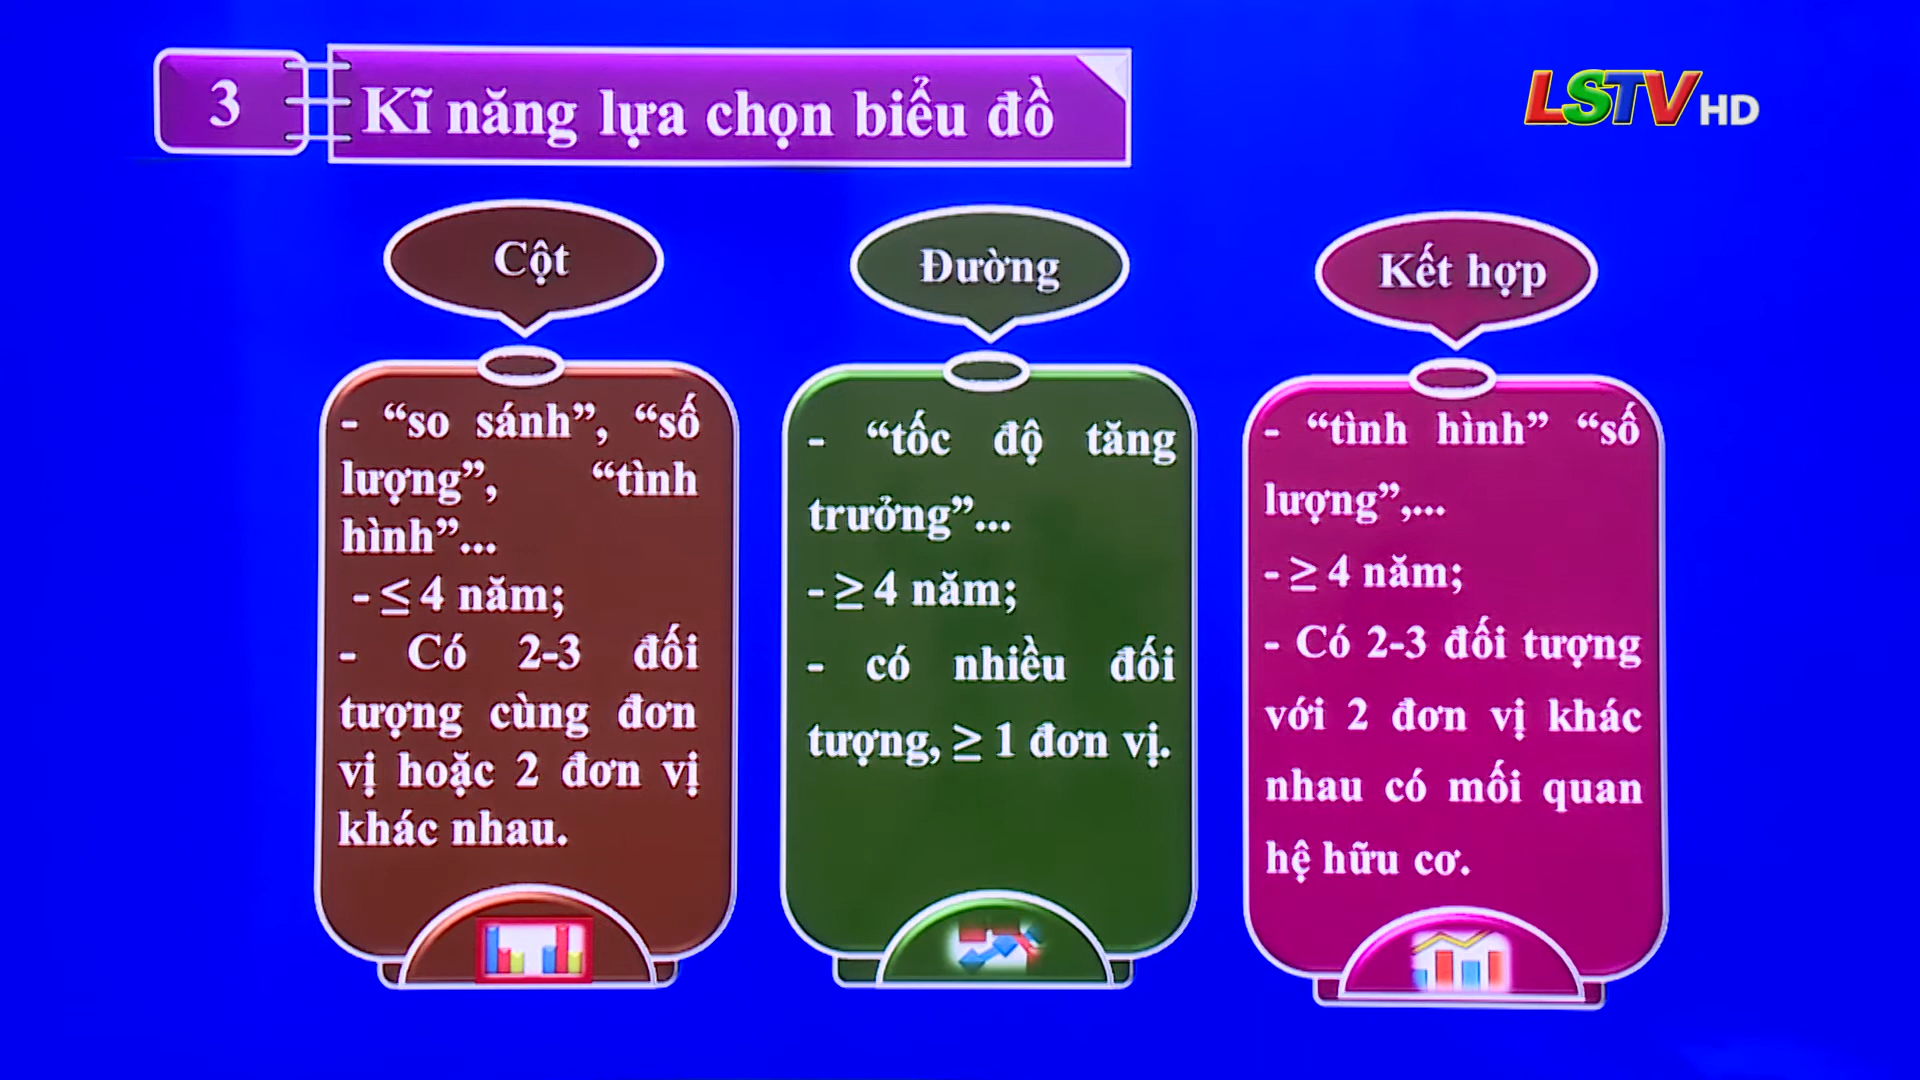 3
Kĩ năng lựa chọn biểu đồ
LSTV HD
Cột
- “so sánh”, “số
lượng”, “tình
hình”...
- ≤ 4 năm;
- Có 2-3 đối
tượng cùng đơn
vị hoặc 2 đơn vị
khác nhau.
Đường
- “tốc độ tăng
trưởng”...
- ≥ 4 năm;
- có nhiều đối
tượng, ≥ 1 đơn vị.
Kết hợp
- “tình hình” “số
lượng”,...
- ≥ 4 năm;
- Có 2-3 đối tượng
với 2 đơn vị khác
nhau có mối quan
hệ hữu cơ.